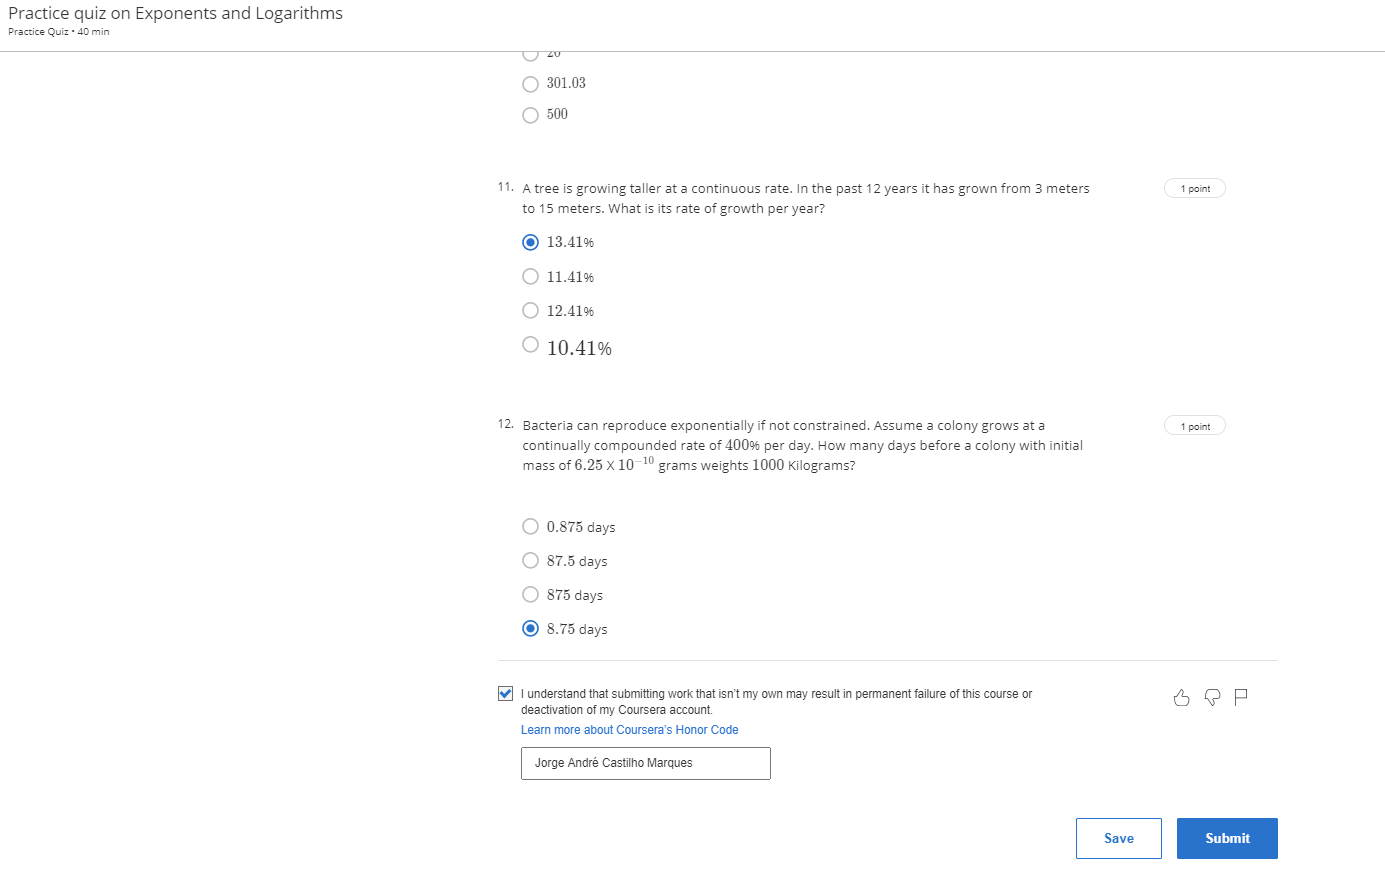 Practice quiz on Exponents and Logarithms
Practice Quiz • 40 min
20
301.03
500
11. A tree is growing taller at a continuous rate. In the past 12 years it has grown from 3 meters
to 15 meters. What is its rate of growth per year?
1 point
13.41%
11.41%
12.41%
10.41%
12. Bacteria can reproduce exponentially if not constrained. Assume a colony grows at a
continually compounded rate of 400% per day. How many days before a colony with initial
mass of 6.25 X 10⁻¹⁰ grams weights 1000 Kilograms?
1 point
0.875 days
87.5 days
875 days
8.75 days
I understand that submitting work that isn't my own may result in permanent failure of this course or
deactivation of my Coursera account.
Learn more about Coursera's Honor Code
Jorge André Castilho Marques
Save
Submit